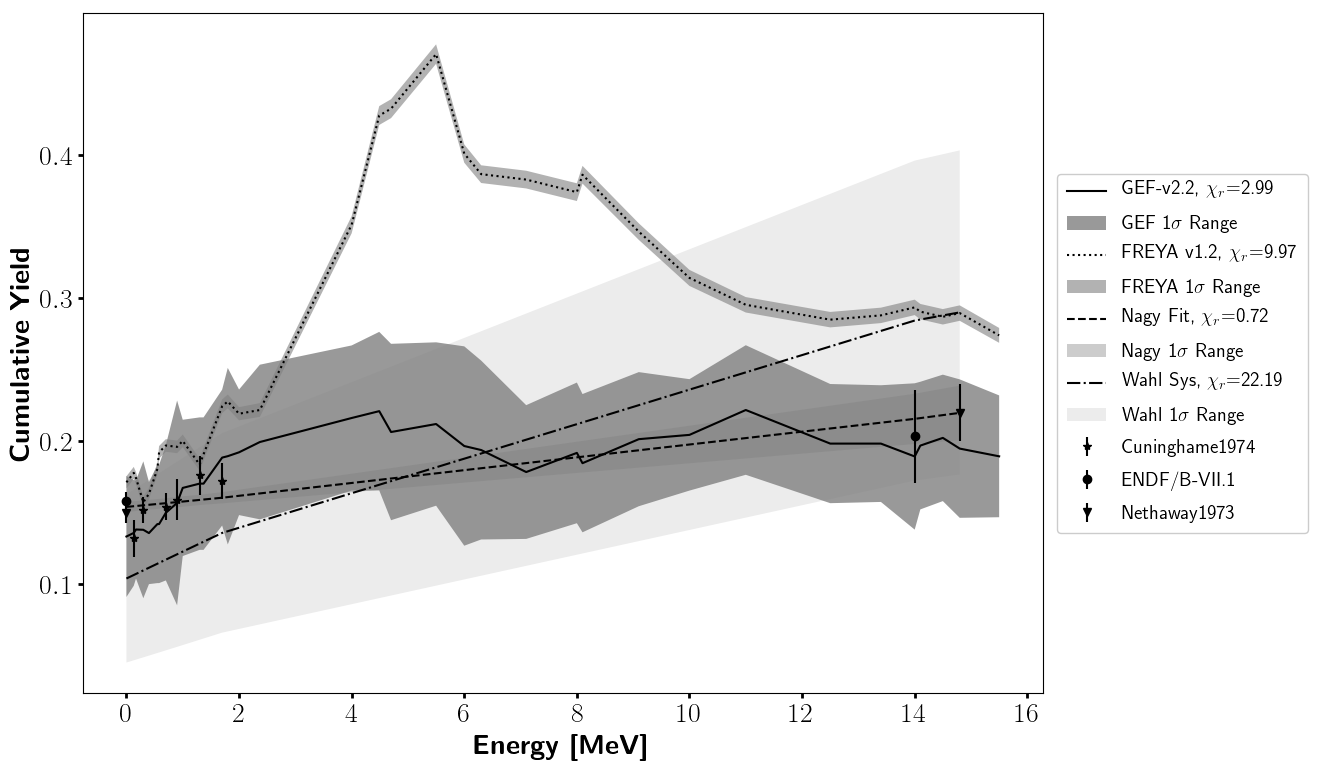 Cumulative Yield
0.4
0.3
0.2
0.1
0 2 4 6 8 10 12 14 16
Energy [MeV]
GEF-v2.2, χr=2.99
GEF 1σ Range
FREYA v1.2, χr=9.97
FREYA 1σ Range
Nagy Fit, χr=0.72
Nagy 1σ Range
Wahl Sys, χr=22.19
Wahl 1σ Range
Cuninghame1974
ENDF/B-VII.1
Nethaway1973